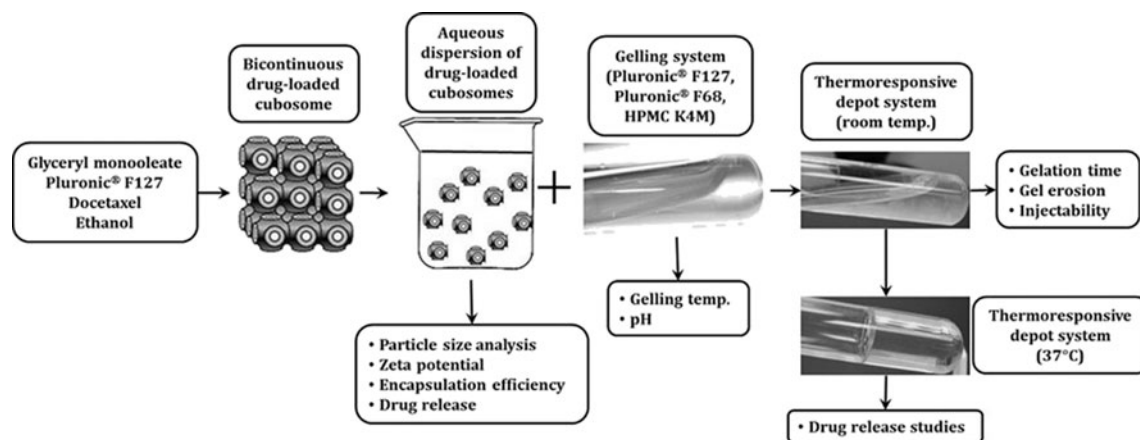 Glyceryl monooleate
Pluronic® F127
Docetaxel
Ethanol
Bicontinuous
drug-loaded
cubosome
Aqueous
dispersion of
drug-loaded
cubosomes
• Particle size analysis
• Zeta potential
• Encapsulation efficiency
• Drug release
Gelling system
(Pluronic® F127,
Pluronic® F68,
HPMC K4M)
• Gelling temp.
• pH
Thermoresponsive
depot system
(room temp.)
• Gelation time
• Gel erosion
• Injectability
Thermoresponsive
depot system
(37°C)
• Drug release studies